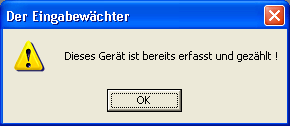 Der Eingabewächter
Dieses Gerät ist bereits erfasst und gezählt !
OK